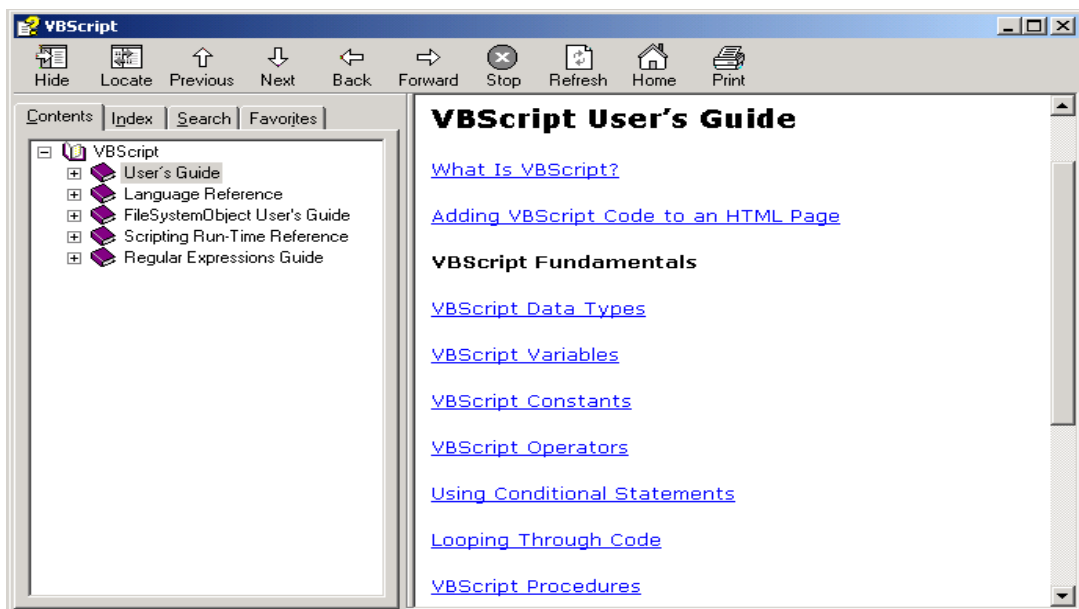 VBScript
Hide Locate Previous Next Back Forward Stop Refresh Home Print
Contents Index Search Favorites
VBScript
User´s Guide
Language Reference
FileSystemObject User's Guide
Scripting Run-Time Reference
Regular Expressions Guide
VBScript User's Guide
What Is VBScript?
Adding VBScript Code to an HTML Page
VBScript Fundamentals
VBScript Data Types
VBScript Variables
VBScript Constants
VBScript Operators
Using Conditional Statements
Looping Through Code
VBScript Procedures